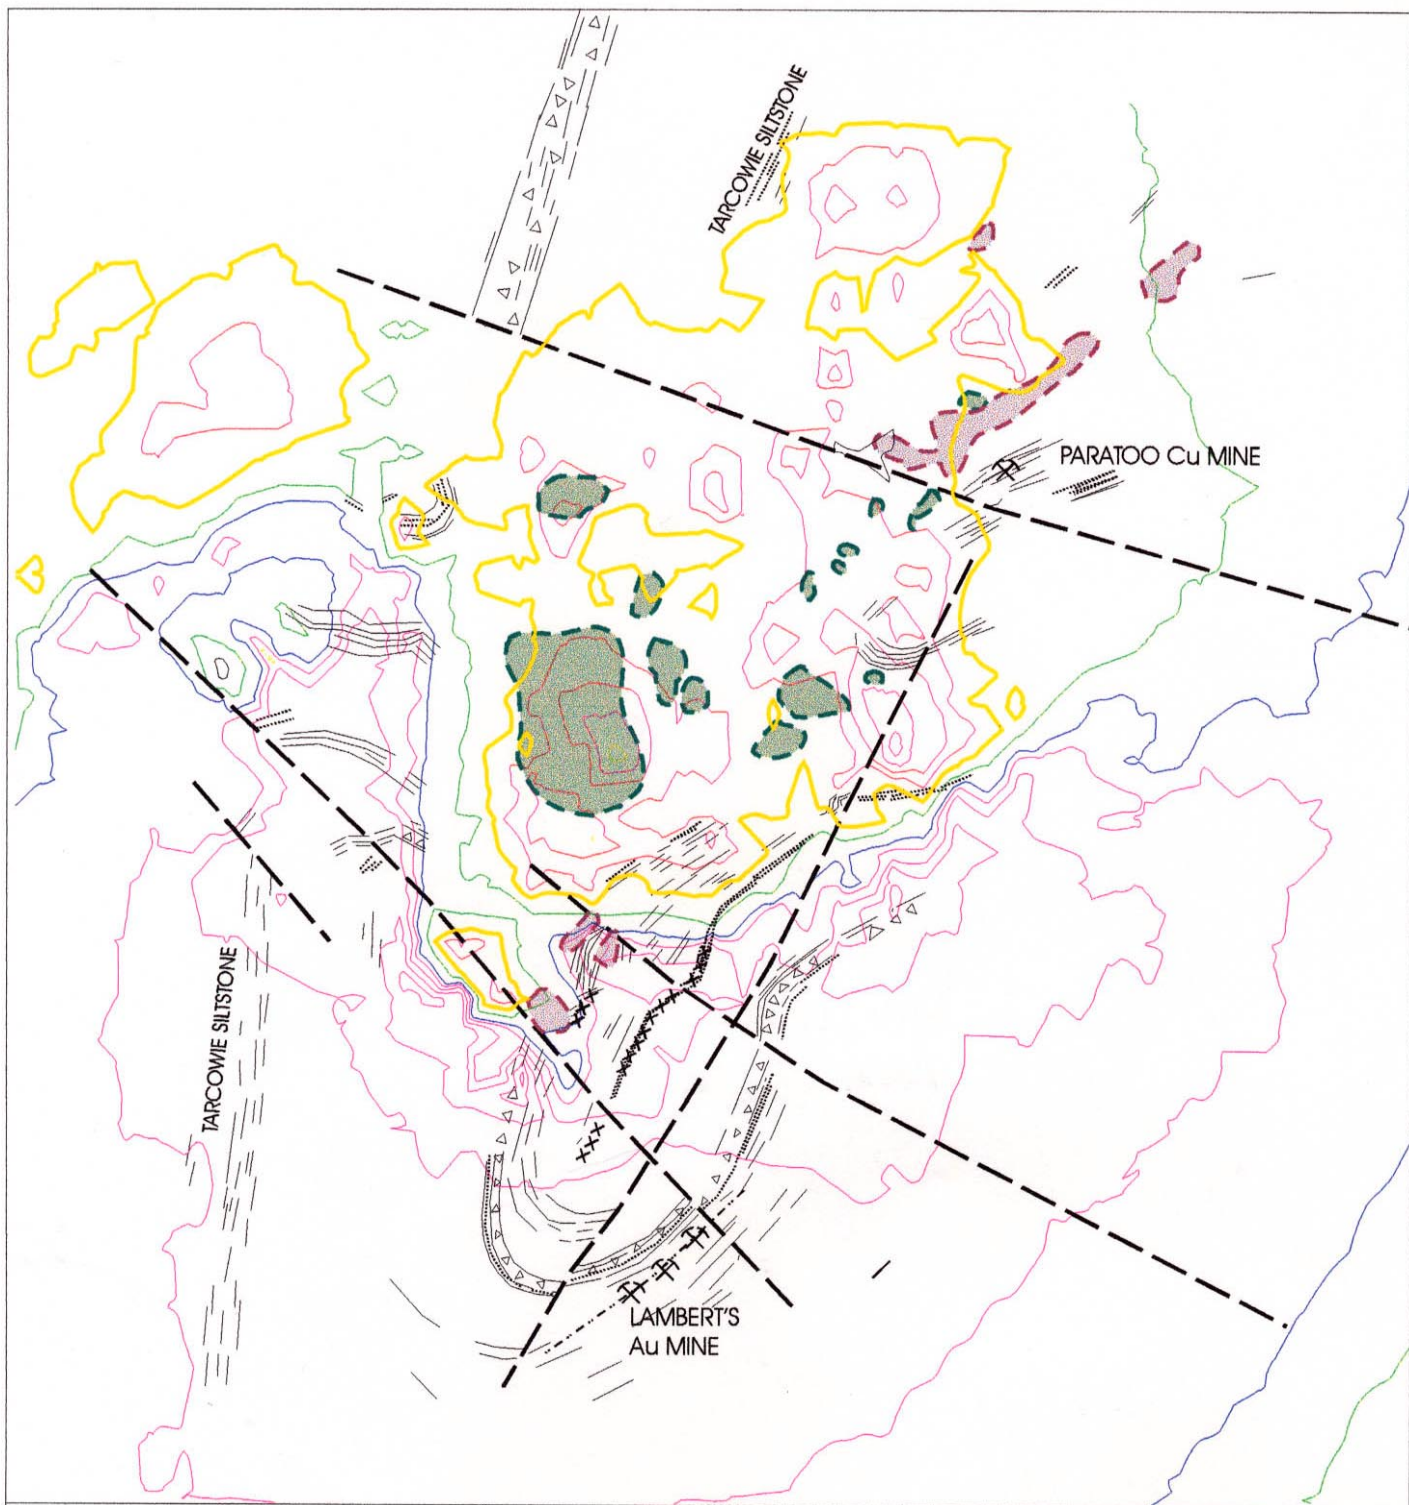 TARCOWIE SILTSTONE
PARATOO Cu MINE
TARCOWIE SILTSTONE
LAMBERT'S
Au MINE